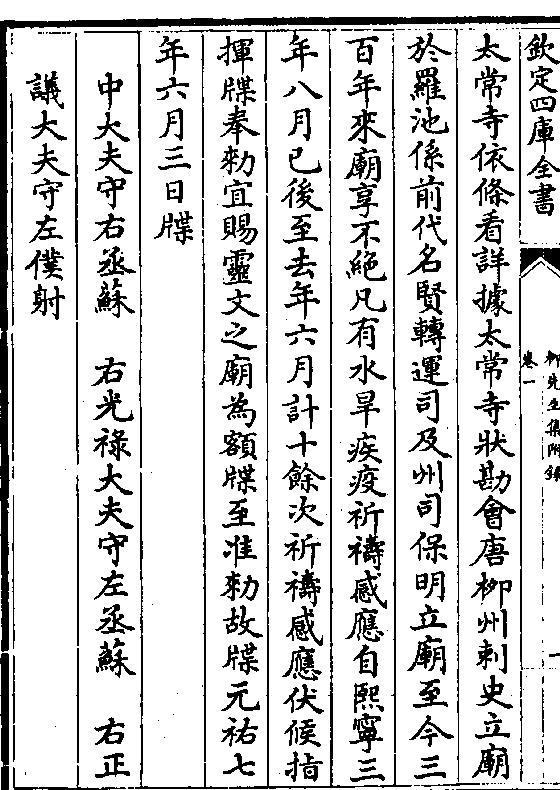 欽定四庫全書
柳先生集附錄
卷一
太常寺依條看詳據太常寺狀勘會唐柳州刺史立廟
於羅池係前代名賢轉運司及州司保明立廟至今三
百年來廟享不絶凡有水旱疾疫祈禱感應自熙寧三
年八月已後至去年六月計十餘次祈禱感應伏候指
揮牒奉勑宜賜靈文之廟為額牒至准勑故牒元祐七
年六月三日牒
中大夫守右丞蘇　右光祿大夫守左丞蘇　右正
議大夫守左僕射